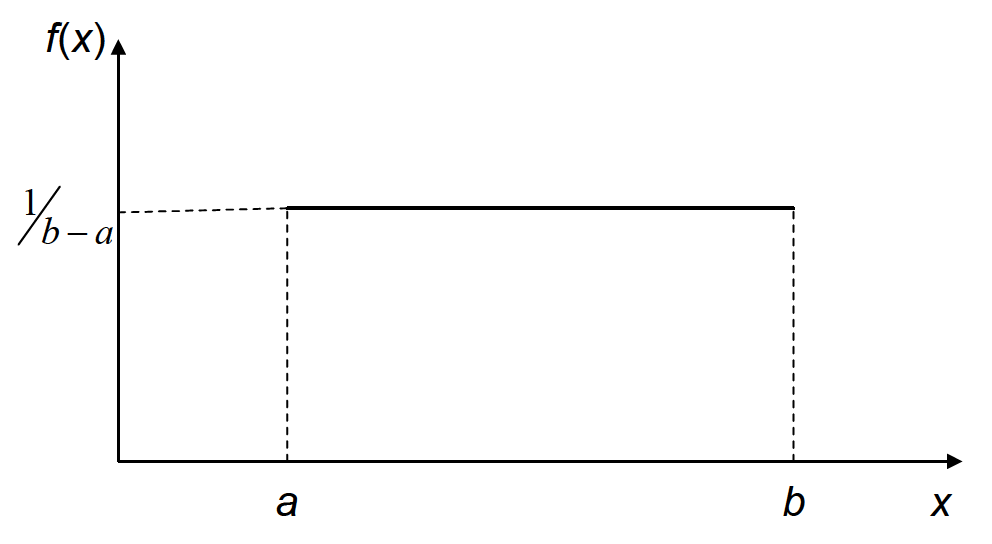 f(x)
1/b – a
a
b
x